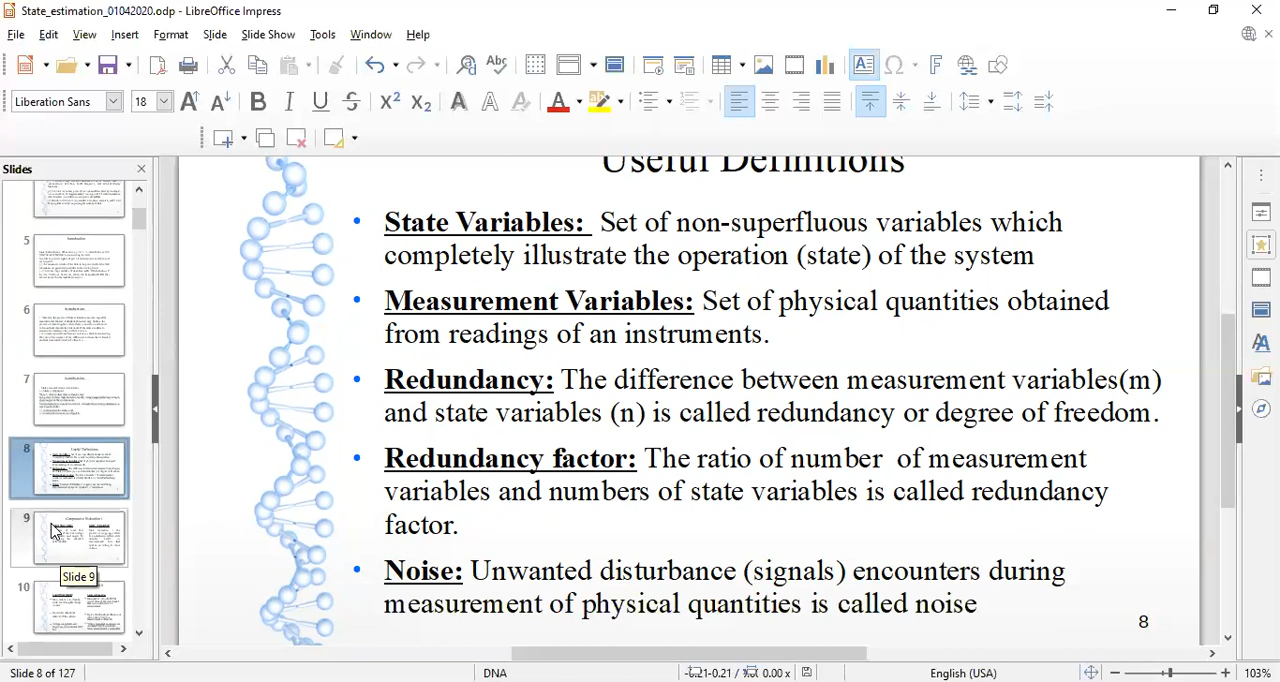 State_estimation_01042020.odp - LibreOffice Impress
File Edit View Insert Format Slide Slide Show Tools Window Help
Liberation Sans 18
Slides
5
6
7
8
9
Slide 9
10
Useful Definitions
• State Variables: Set of non-superfluous variables which
completely illustrate the operation (state) of the system
• Measurement Variables: Set of physical quantities obtained
from readings of an instruments.
• Redundancy: The difference between measurement variables(m)
and state variables (n) is called redundancy or degree of freedom.
• Redundancy factor: The ratio of number of measurement
variables and numbers of state variables is called redundancy
factor.
• Noise: Unwanted disturbance (signals) encounters during
measurement of physical quantities is called noise
8
Slide 8 of 127 DNA 0.00 x English (USA) 103%